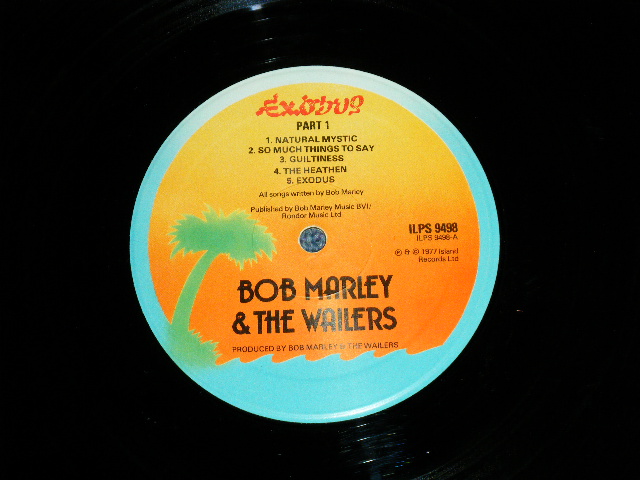 Exodus
PART 1
1. NATURAL MYSTIC
2. SO MUCH THINGS TO SAY
3. GUILTINESS
4. THE HEATHEN
5. EXODUS
All songs written by Bob Marley
Published by Bob Marley Music BVI/
Rondor Music Ltd
ILPS 9498
ILPS 9498-A
℗ & © 1977 Island
Records Ltd
BOB MARLEY
& THE WAILERS
PRODUCED BY BOB MARLEY & THE WAILERS